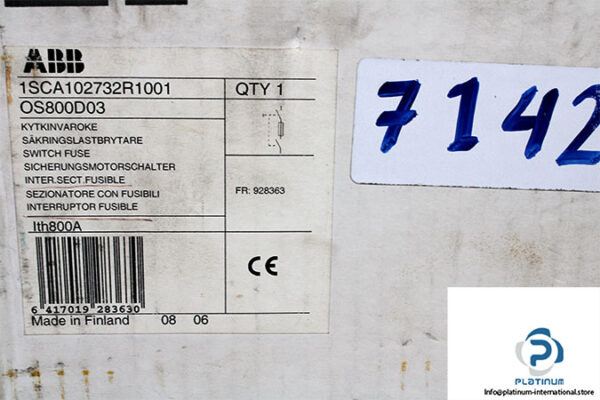 ABB
1SCA102732R1001
QTY 1
OS800D03
KYTKINVAROKE
SÄKRINGSLASTBRYTARE
SWITCH FUSE
SICHERUNGSMOTORSCHALTER
INTER.SECT.FUSIBLE
SEZIONATORE CON FUSIBILI
INTERRUPTOR FUSIBLE
FR: 928363
Ith800A
CE
6 417019 283630
Made in Finland 08 06
7142
PLATINUM
Info@platinum-international.store